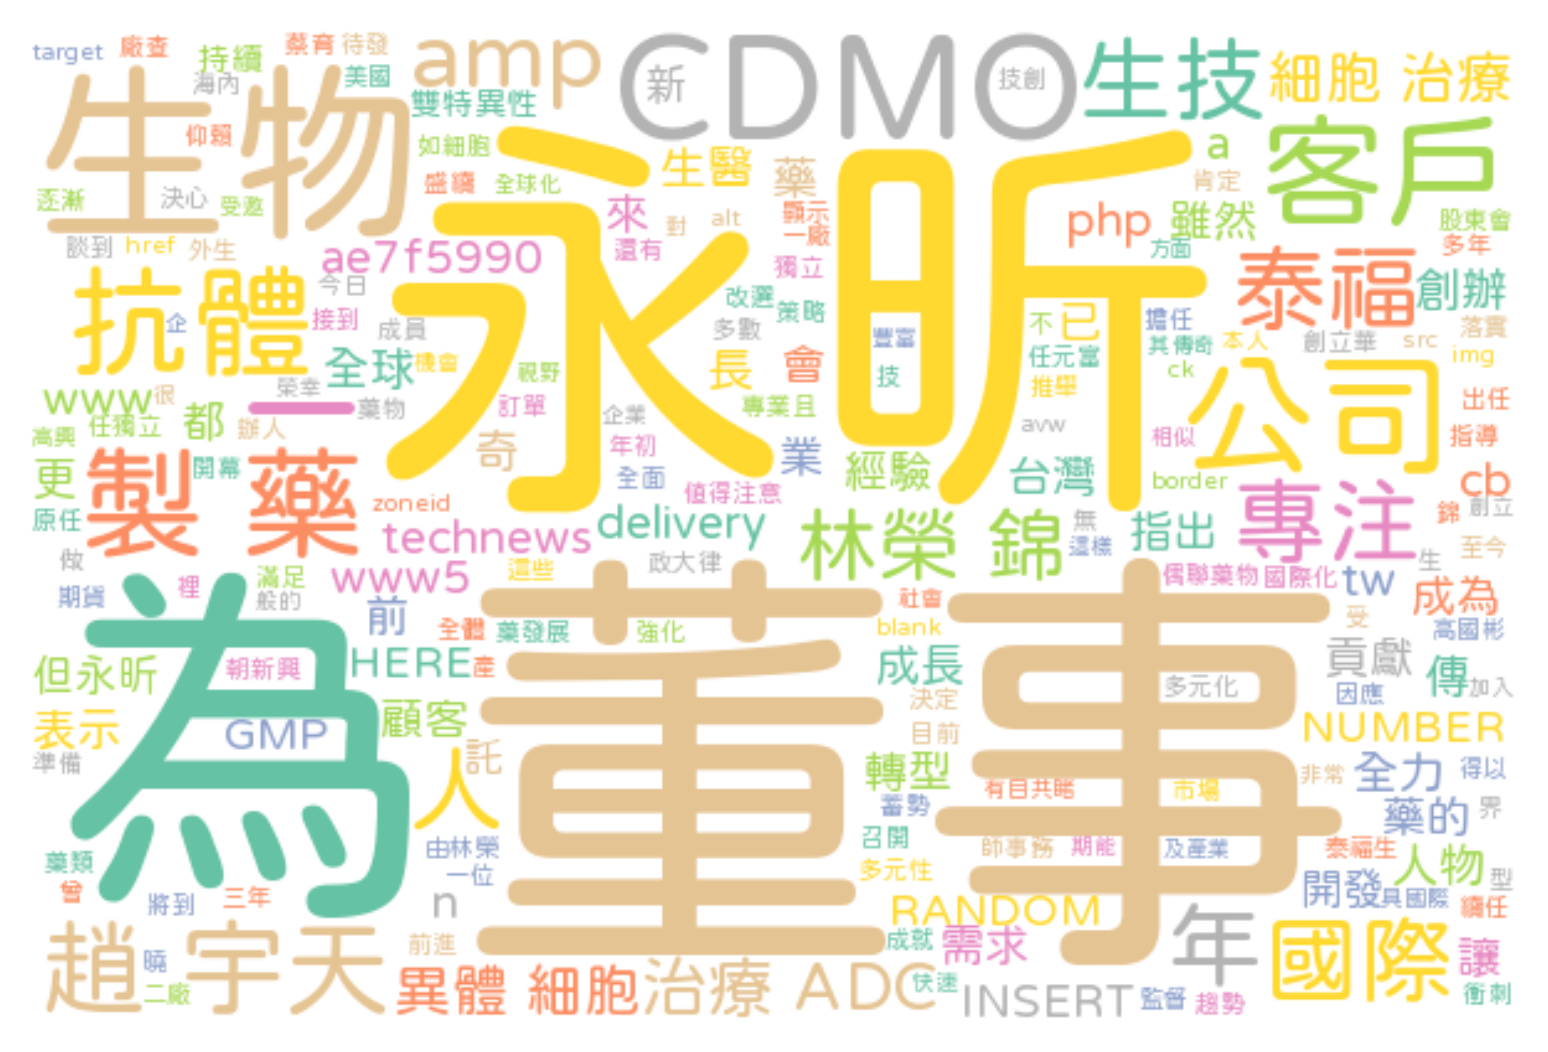 target 廠查 持續 蔡育 待發 amp CDMO 新 技創 生技 細胞 治療
海內 美國 雙特異性
生物 仰賴 如細胞 永昕 生醫 藥 a 客戶
逐漸 決心 受邀 盛續 全球化 來 對 alt 顯示 一廠 php 雖然 肯定 股東會
談到 href 外生 ae7f5990 還有 獨立 方面 泰福 多年
抗體 企 今日 接到 成員 改選 策略 多數 豐富 不 已 擔任 創辦 落實
全球 機會 視野 長 會 技 任元富 其傳奇 本人 創立華 src img
www 很 榮幸 一 藥物 訂單 企業 專業且 推舉 ck 公司 出任
高興 任獨立 都 辦人 奇 年初 業 avw 相似 指導
更 製 藥 開幕 全面 值得注意 經驗 台灣 border 專注 cb
原任 zoneid technews delivery 林榮 錦 無 這樣 指出 錦 創立
做 www5 這些 政大律 生 至今
期貨 裡 滿足 般的 前 董事 社會 偶聯藥物 國際化 tw 成為
為 全體 藥發展 強化 blank 受 高國彬
但永昕 朝新興 HERE 產 成長 多元化 貢獻 傳 加入
表示 GMP 顧客 決定 因應 NUMBER
準備 人 託 目前 轉型 有目共睹 市場 非常 全力 得以
蓄勢 藥的 界
藥類 由林榮 一位 召開 師事務 期能 及產業 泰福生 人物 型
曾 將到 三年 n 多元性 RANDOM 年 開發 具國際 續任
趙 宇天 曉 二廠 前進 成就 需求 國際 讓
異體 細胞 治療 ADC 快速 INSERT 監督 趨勢 衝刺